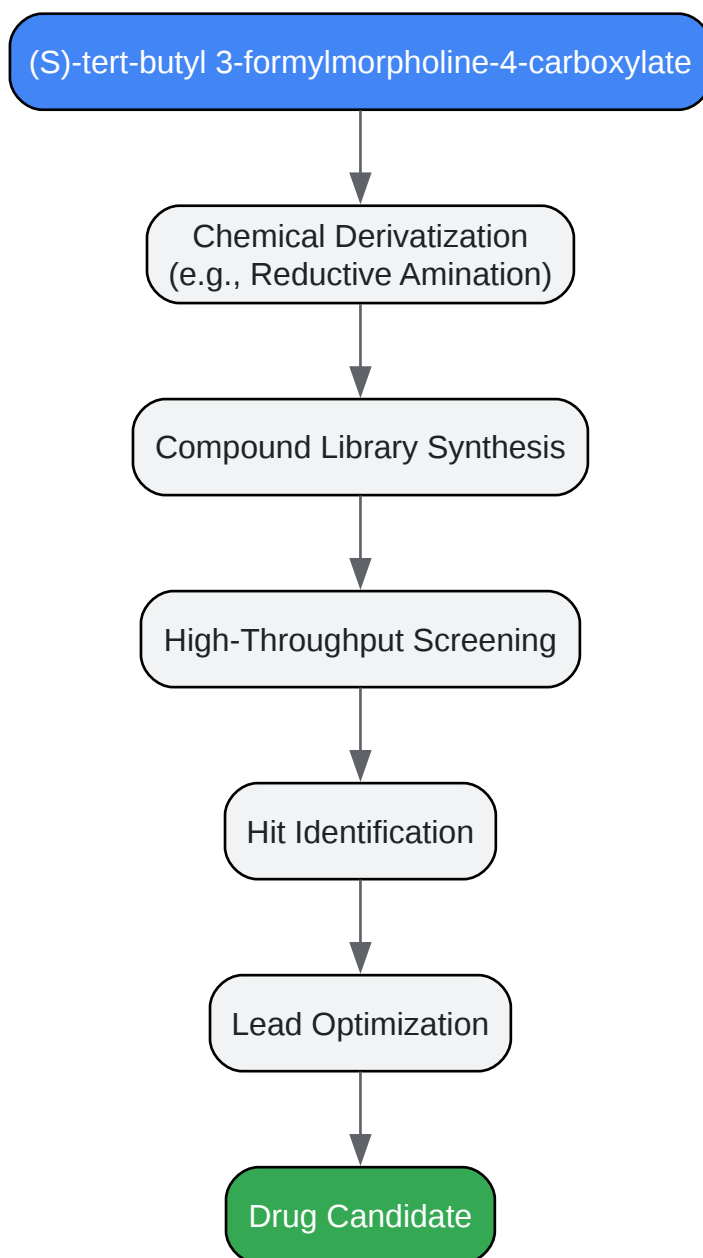 (S)-tert-butyl 3-formylmorpholine-4-carboxylate
Chemical Derivatization
(e.g., Reductive Amination)
Compound Library Synthesis
High-Throughput Screening
Hit Identification
Lead Optimization
Drug Candidate